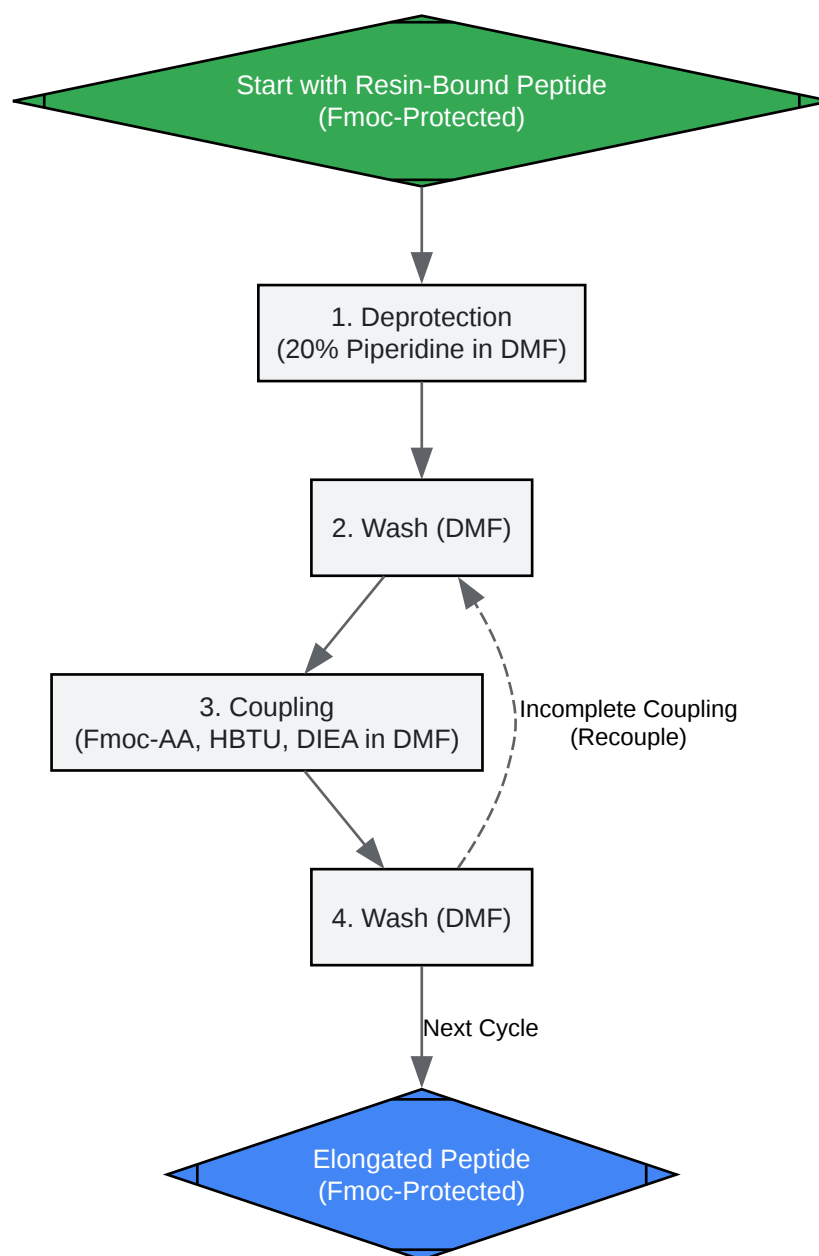 Start with Resin-Bound Peptide
(Fmoc-Protected)
1. Deprotection
(20% Piperidine in DMF)
2. Wash (DMF)
3. Coupling
(Fmoc-AA, HBTU, DIEA in DMF)
Incomplete Coupling
(Recouple)
4. Wash (DMF)
Next Cycle
Elongated Peptide
(Fmoc-Protected)